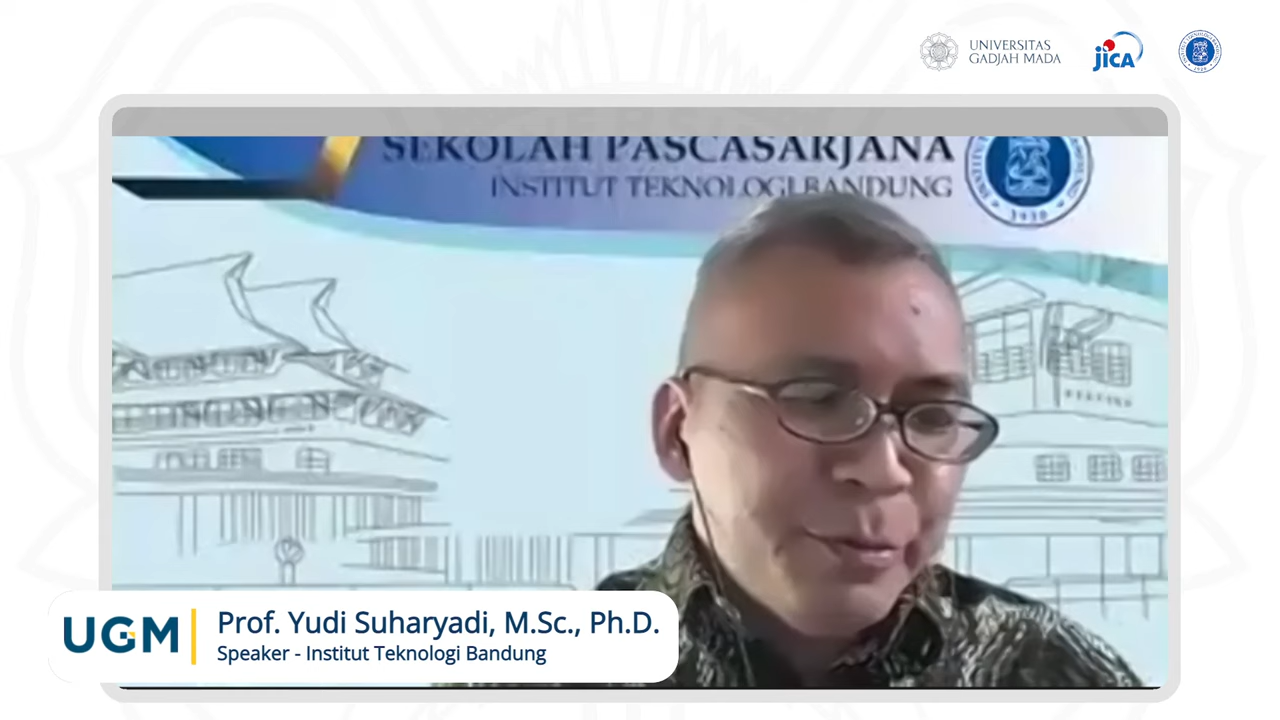 UNIVERSITAS
GADJAH MADA
JICA
SEKOLAH PASCASARJANA
INSTITUT TEKNOLOGI BANDUNG
1920
UGM
Prof. Yudi Suharyadi, M.Sc., Ph.D.
Speaker - Institut Teknologi Bandung